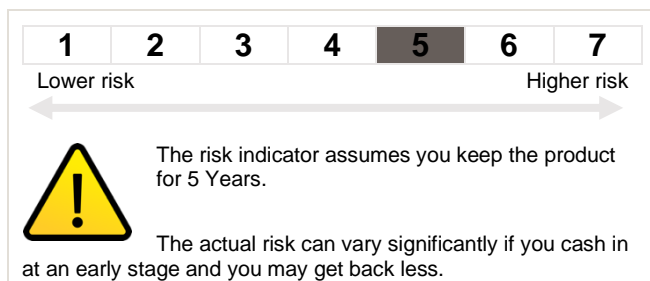 1 2 3 4 5 6 7
Lower risk Higher risk
The risk indicator assumes you keep the product
for 5 Years.
The actual risk can vary significantly if you cash in
at an early stage and you may get back less.